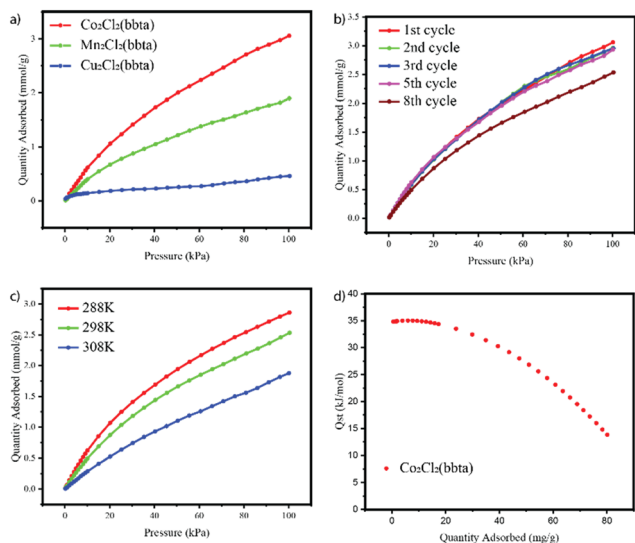 a)
Co₂Cl₂(bbta)
Mn₂Cl₂(bbta)
Cu₂Cl₂(bbta)
Quantity Adsorbed (mmol/g)
3
2
1
0
0 20 40 60 80 100
Pressure (kPa)
b)
1st cycle
2nd cycle
3rd cycle
5th cycle
8th cycle
Quantity Adsorbed (mmol/g)
3.0
2.5
2.0
1.5
1.0
0.5
0.0
0 20 40 60 80 100
Pressure (kPa)
c)
288K
298K
308K
Quantity Adsorbed (mmol/g)
3.0
2.5
2.0
1.5
1.0
0.5
0.0
0 20 40 60 80 100
Pressure (kPa)
d)
Qst (kJ/mol)
40
35
30
25
20
15
10
5
0
Co₂Cl₂(bbta)
0 20 40 60 80
Quantity Adsorbed (mg/g)